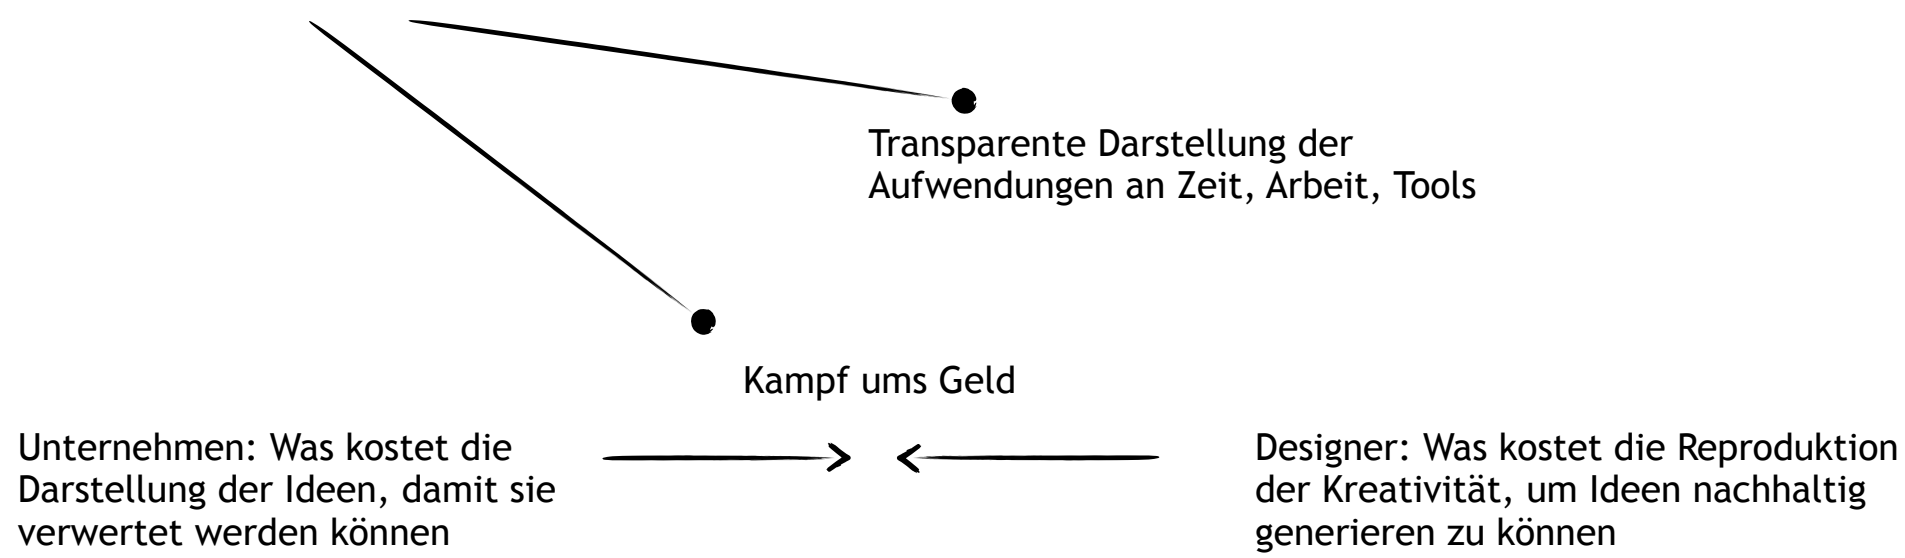 Transparente Darstellung der
Aufwendungen an Zeit, Arbeit, Tools
Kampf ums Geld
Unternehmen: Was kostet die
Darstellung der Ideen, damit sie
verwertet werden können
Designer: Was kostet die Reproduktion
der Kreativität, um Ideen nachhaltig
generieren zu können